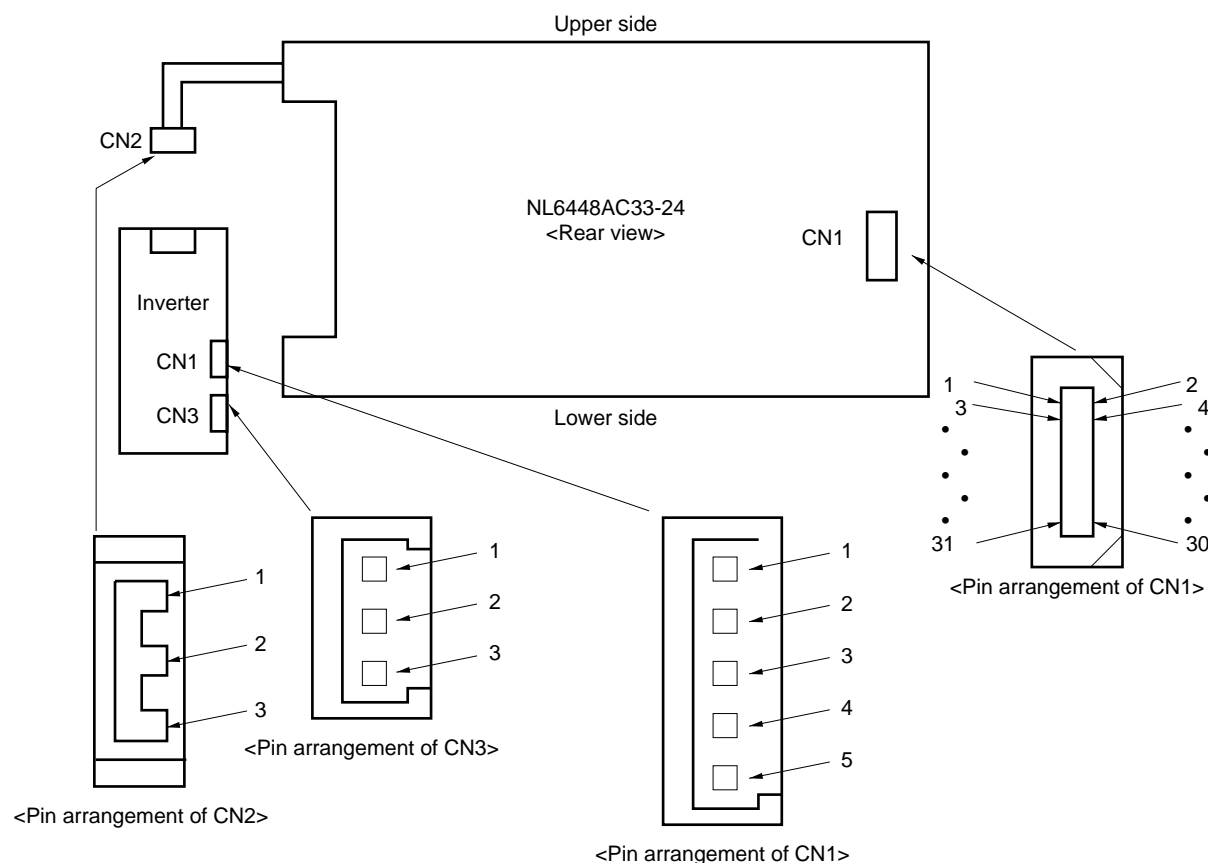 Upper side
CN2
NL6448AC33-24
<Rear view>
CN1
Inverter
CN1
CN3
Lower side
1
2
3
4
31
30
<Pin arrangement of CN1>
1
2
3
<Pin arrangement of CN2>
1
2
3
<Pin arrangement of CN3>
1
2
3
4
5
<Pin arrangement of CN1>